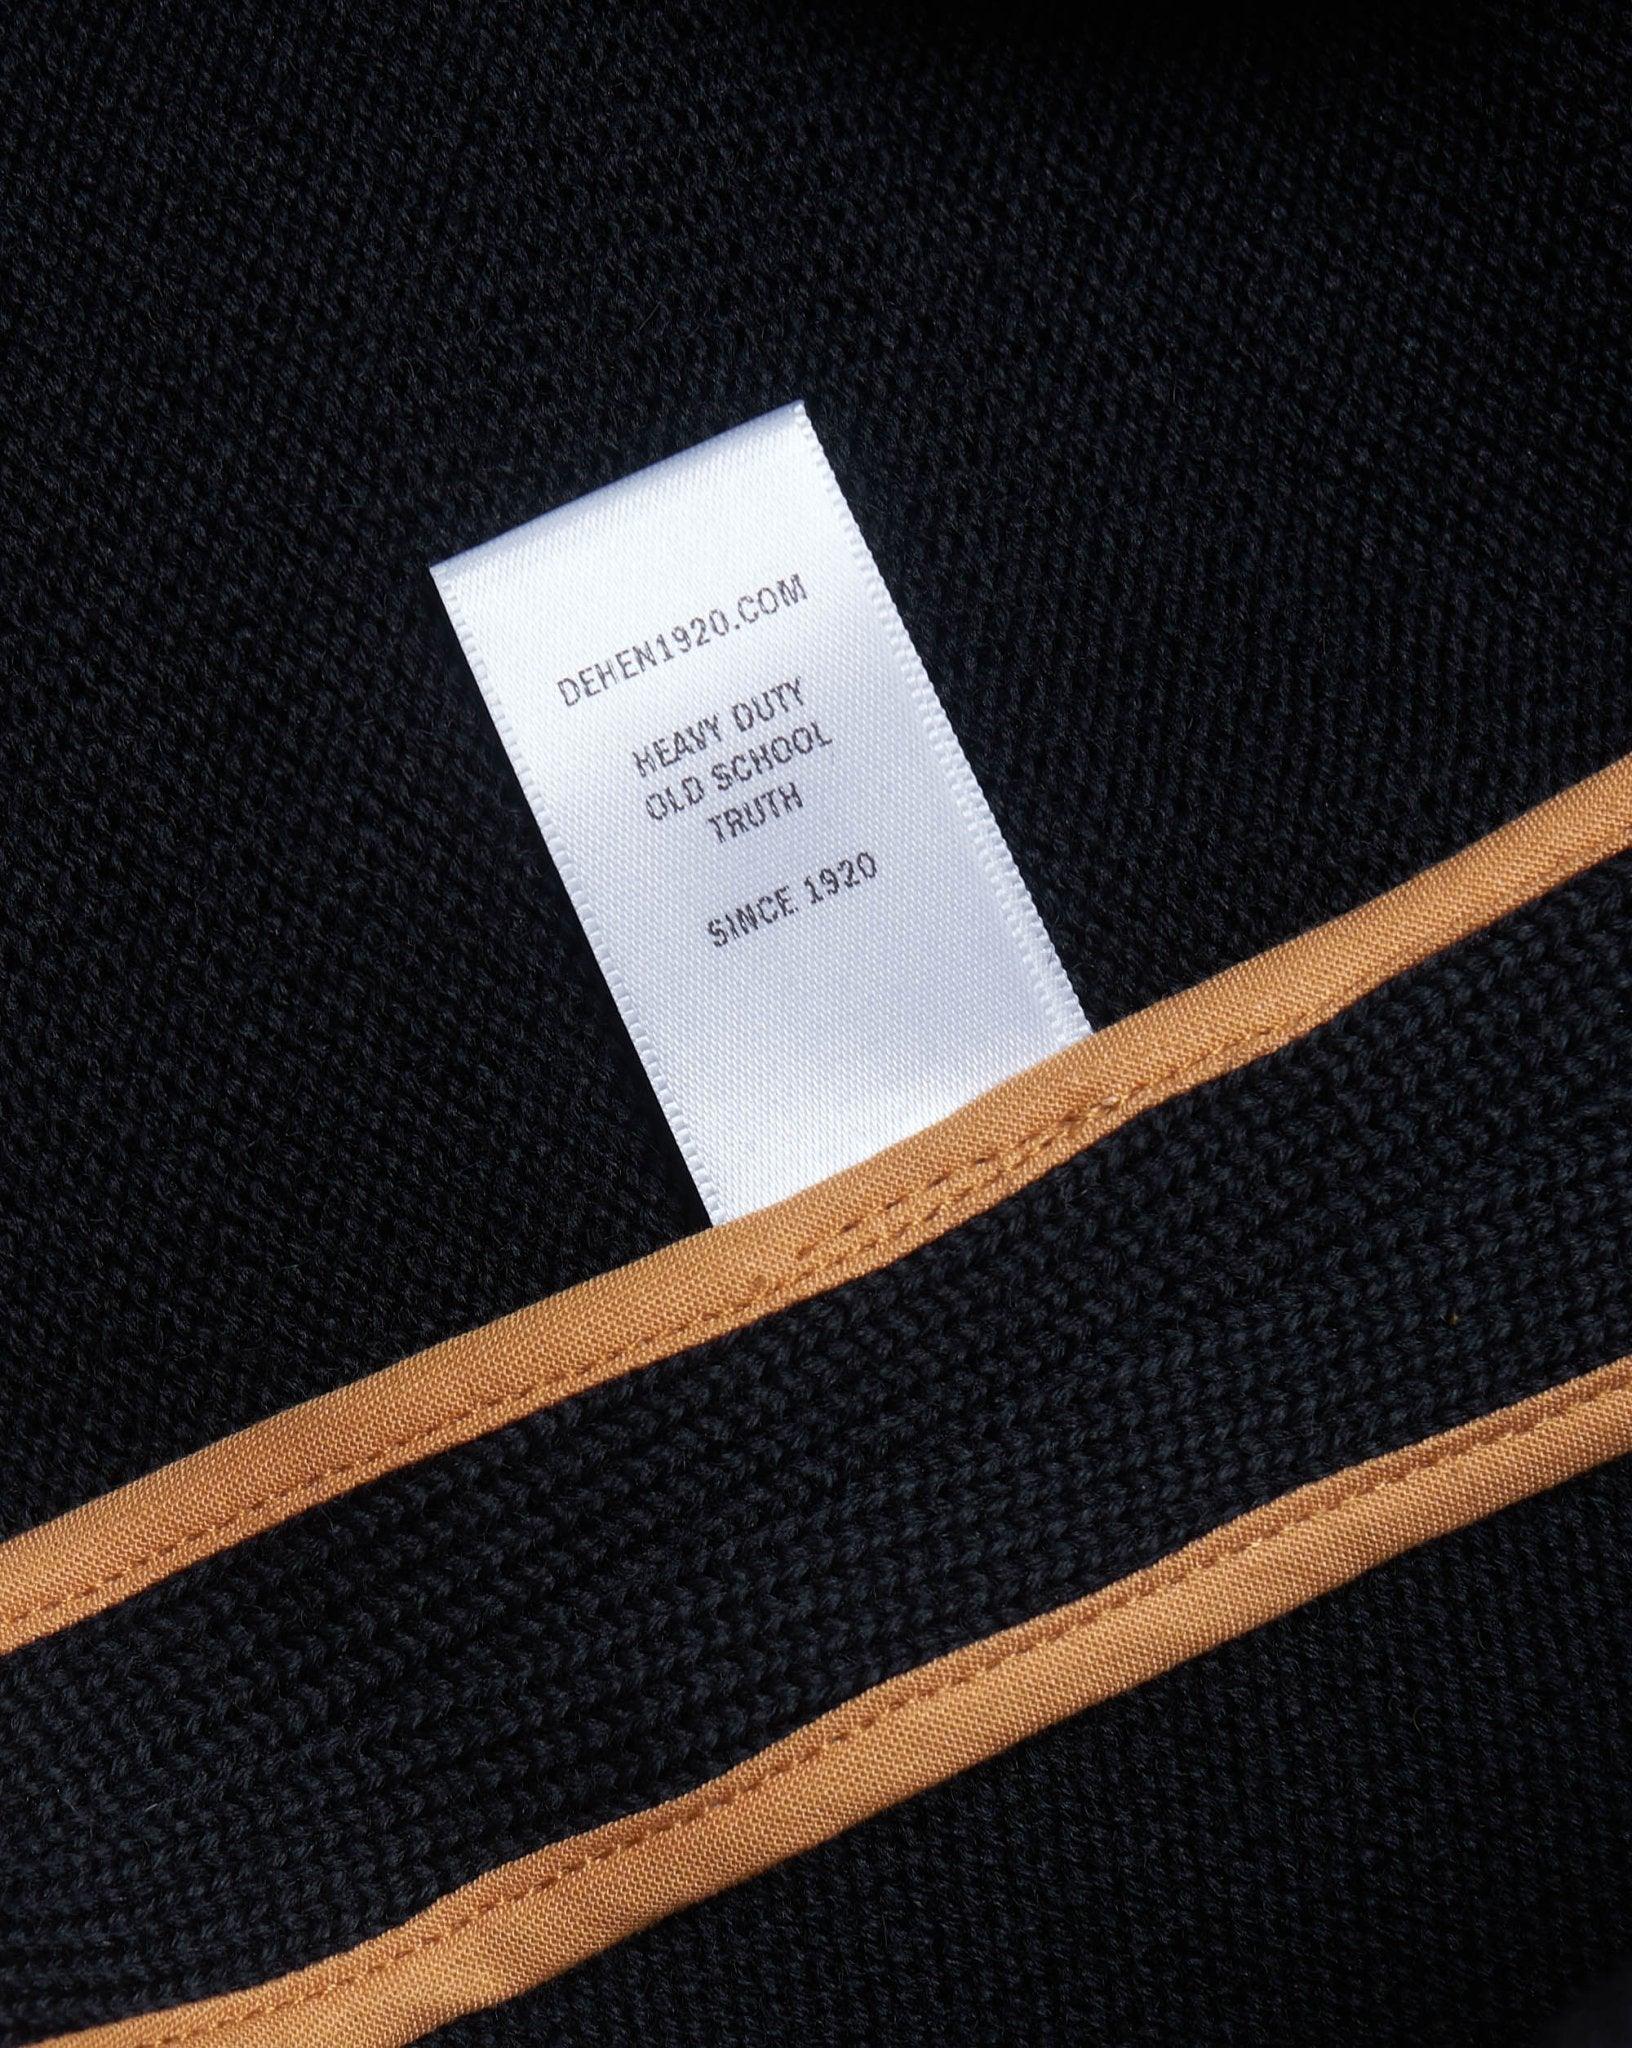 DEHEN1920.COM
HEAVY DUTY
OLD SCHOOL
TRUTH
SINCE 1920